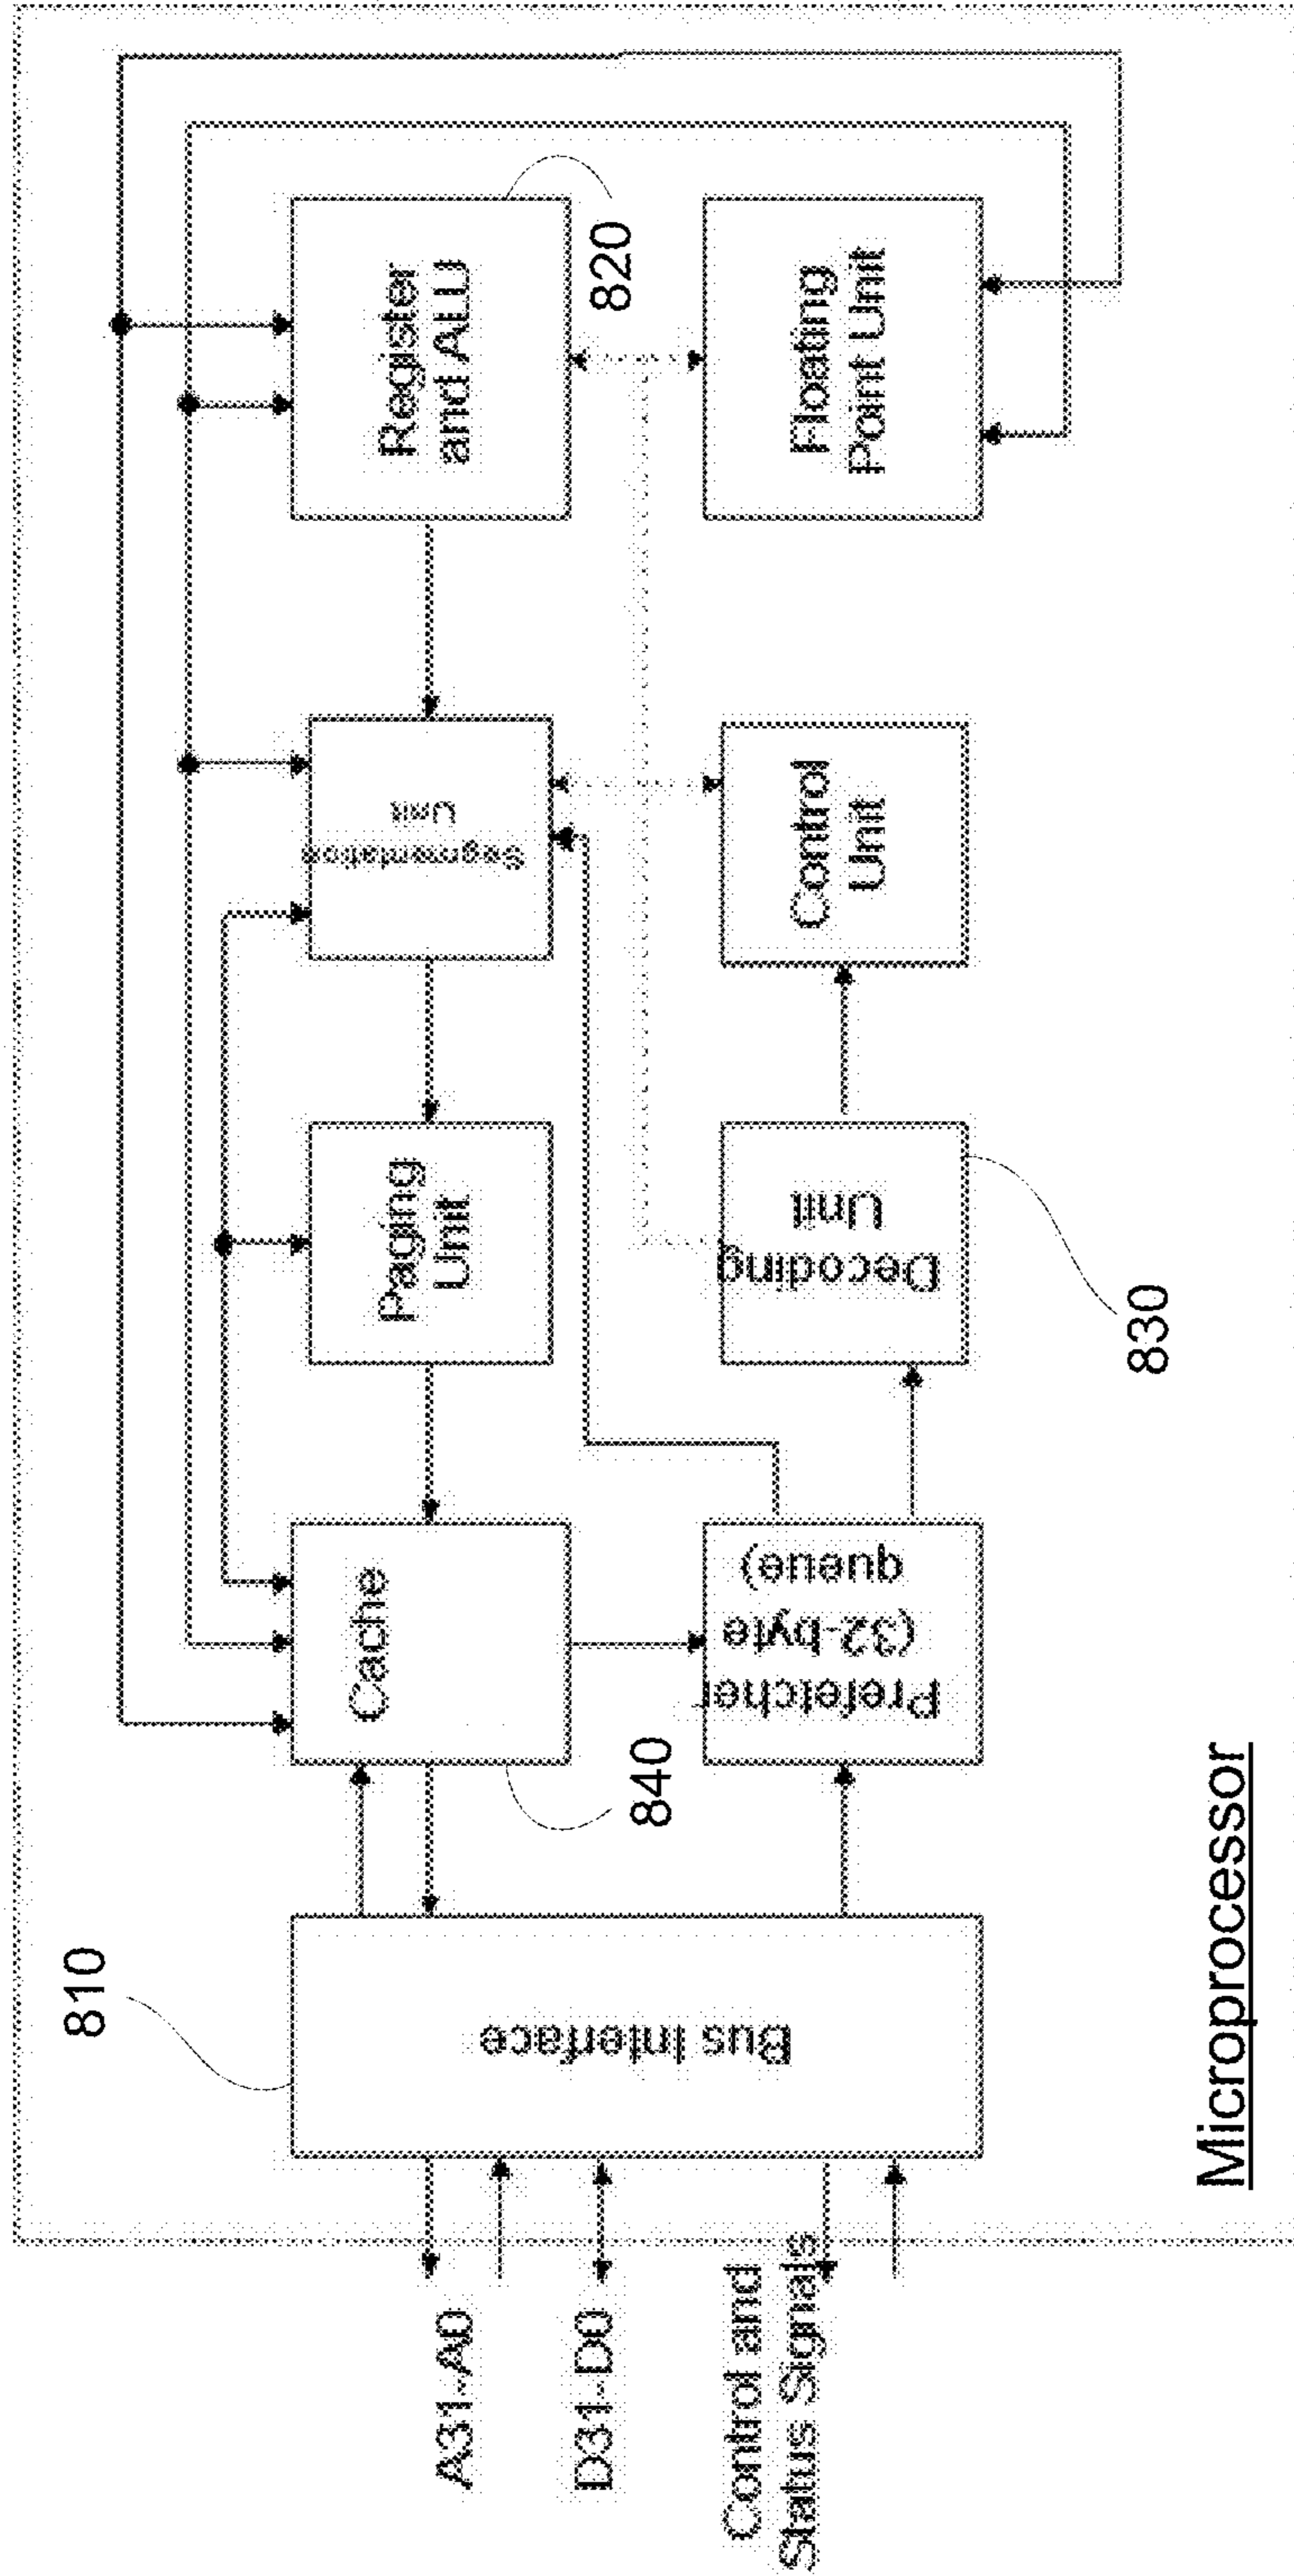 810
820
Register
and ALU
Segmentation
Unit
Paging
Unit
Cache
840
Floating
Point Unit
Control
Unit
Decoding
Unit
830
Prefetcher
(32-byte
queue)
Bus Interface
A31-A0
D31-D0
Control and
Status Signals
Microprocessor